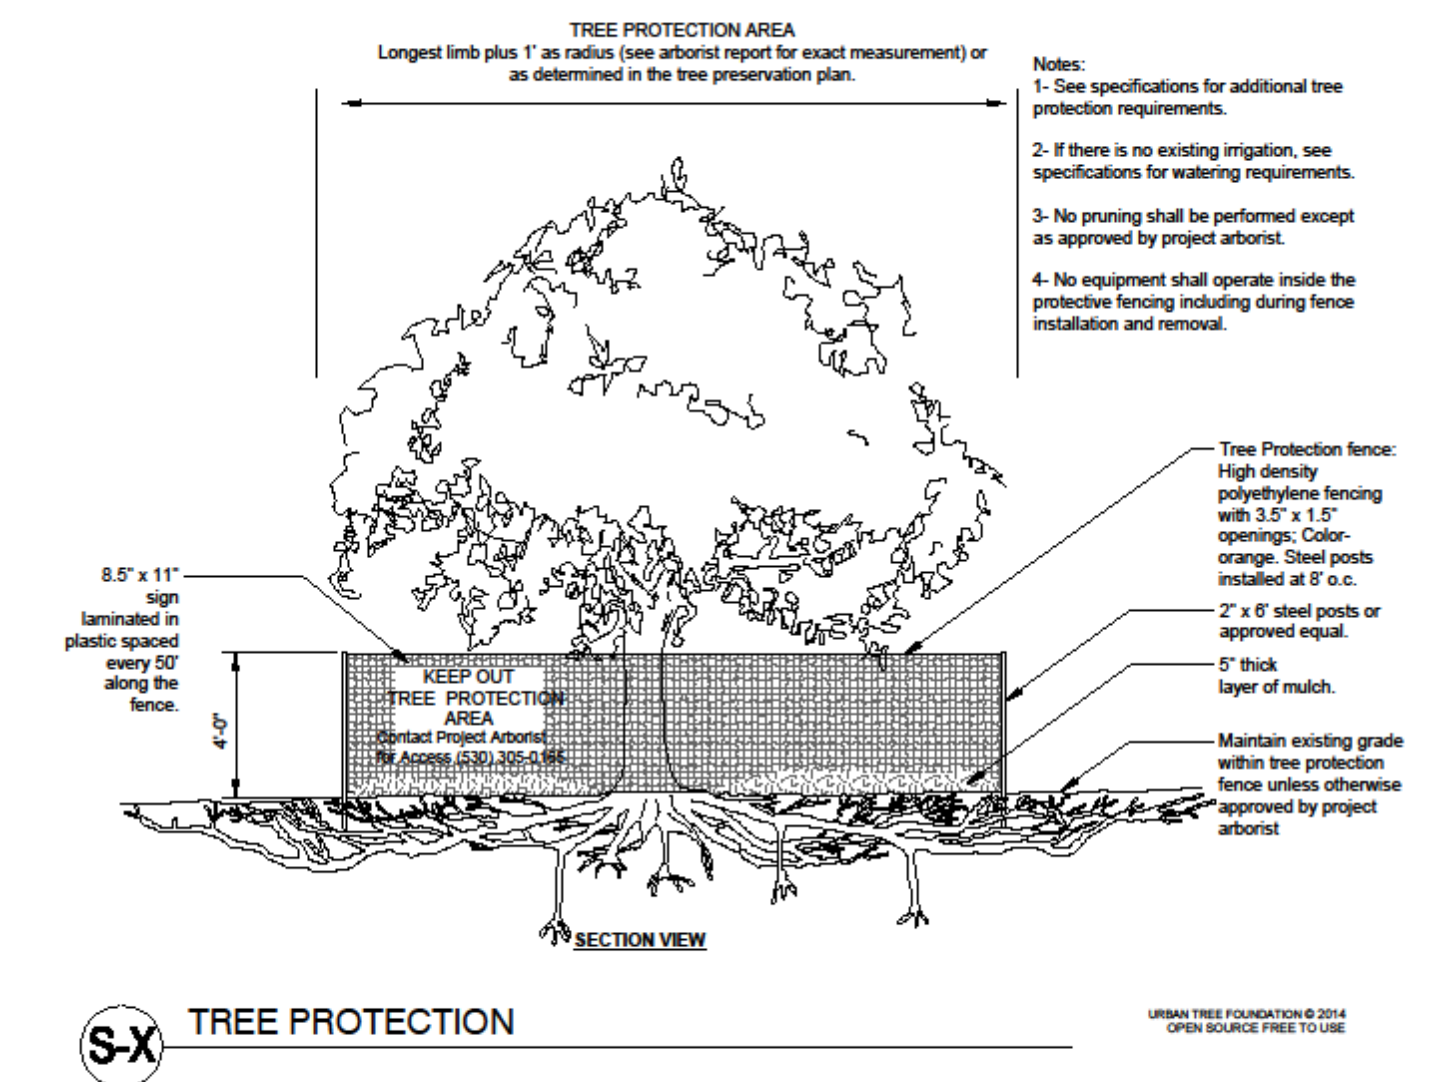 TREE PROTECTION AREA
Longest limb plus 1' as radius (see arborist report for exact measurement) or
as determined in the tree preservation plan.
Notes:
1- See specifications for additional tree
protection requirements.
2- If there is no existing irrigation, see
specifications for watering requirements.
3- No pruning shall be performed except
as approved by project arborist.
4- No equipment shall operate inside the
protective fencing including during fence
installation and removal.
Tree Protection fence:
High density
polyethylene fencing
with 3.5" x 1.5"
openings; Color-
orange. Steel posts
installed at 8' o.c.
2" x 6' steel posts or
approved equal.
5" thick
layer of mulch.
Maintain existing grade
within tree protection
fence unless otherwise
approved by project
arborist
8.5" x 11"
sign
laminated in
plastic spaced
every 50'
along the
fence.
4'-0"
KEEP OUT
TREE PROTECTION
AREA
Contact Project Arborist
for Access (530) 305-0165
SECTION VIEW
S-X
TREE PROTECTION
URBAN TREE FOUNDATION © 2014
OPEN SOURCE FREE TO USE